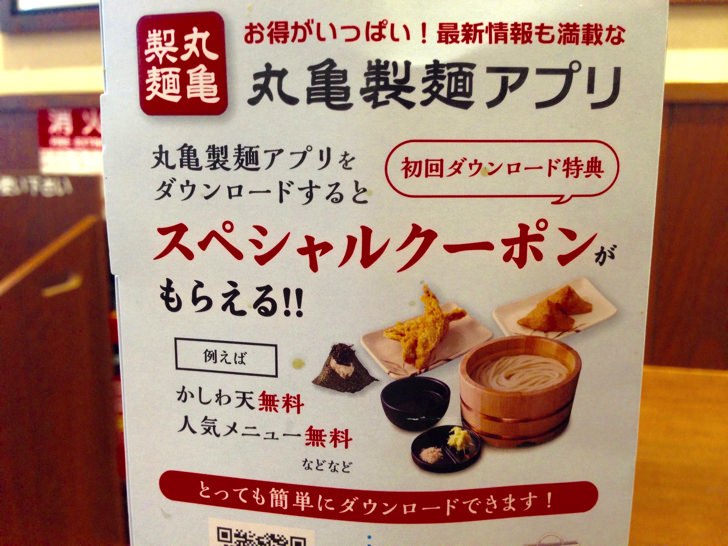 お得がいっぱい！最新情報も満載な
丸亀製麺
丸亀製麺アプリ
丸亀製麺アプリを
ダウンロードすると
初回ダウンロード特典
スペシャルクーポンが
もらえる!!
例えば
かしわ天無料
人気メニュー無料
などなど
とっても簡単にダウンロードできます！
消火
下さい